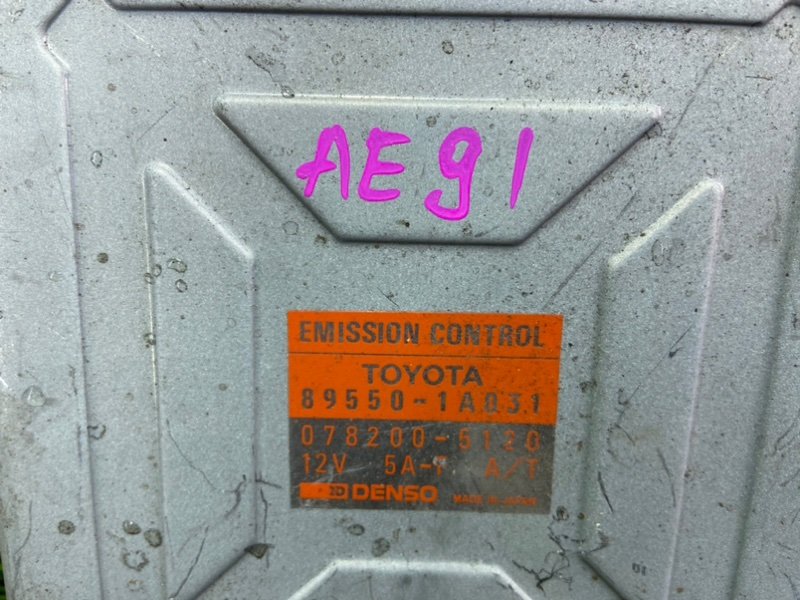 AE91
EMISSION CONTROL
TOYOTA
89550-1A031
078200-5120
12V 5A-F A/T
DENSO MADE IN JAPAN